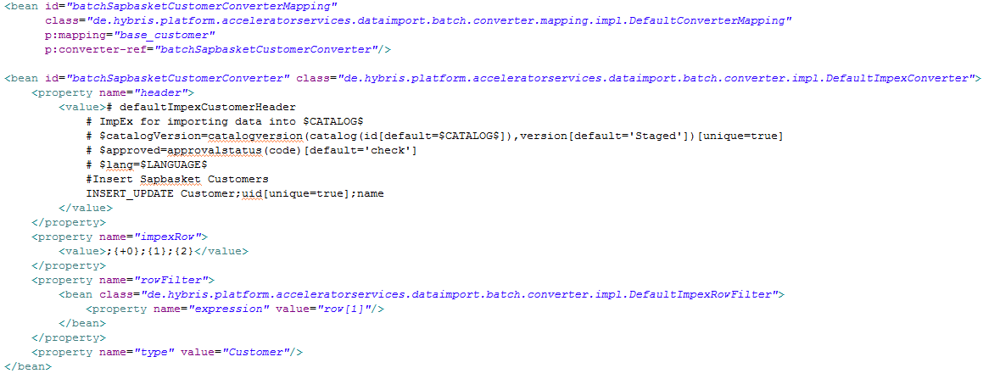 <bean id="batchSapbasketCustomerConverterMapping"
class="de.hybris.platform.acceleratorservices.dataimport.batch.converter.mapping.impl.DefaultConverterMapping"
p:mapping="base_customer"
p:converter-ref="batchSapbasketCustomerConverter"/>
<bean id="batchSapbasketCustomerConverter" class="de.hybris.platform.acceleratorservices.dataimport.batch.converter.impl.DefaultImpexConverter">
<property name="header">
<value># defaultImpexCustomerHeader
# ImpEx for importing data into $CATALOG$
# $catalogVersion=catalogversion(catalog(id[default=$CATALOG$]),version[default='Staged'])[unique=true]
# $approved=approvalstatus(code)[default='check']
# $lang=$LANGUAGE$
#Insert Sapbasket Customers
INSERT_UPDATE Customer;uid[unique=true];name
</value>
</property>
<property name="impexRow">
<value>;{+0};{1};{2}</value>
</property>
<property name="rowFilter">
<bean class="de.hybris.platform.acceleratorservices.dataimport.batch.converter.impl.DefaultImpexRowFilter">
<property name="expression" value="row[1]"/>
</bean>
</property>
<property name="type" value="Customer"/>
</bean>